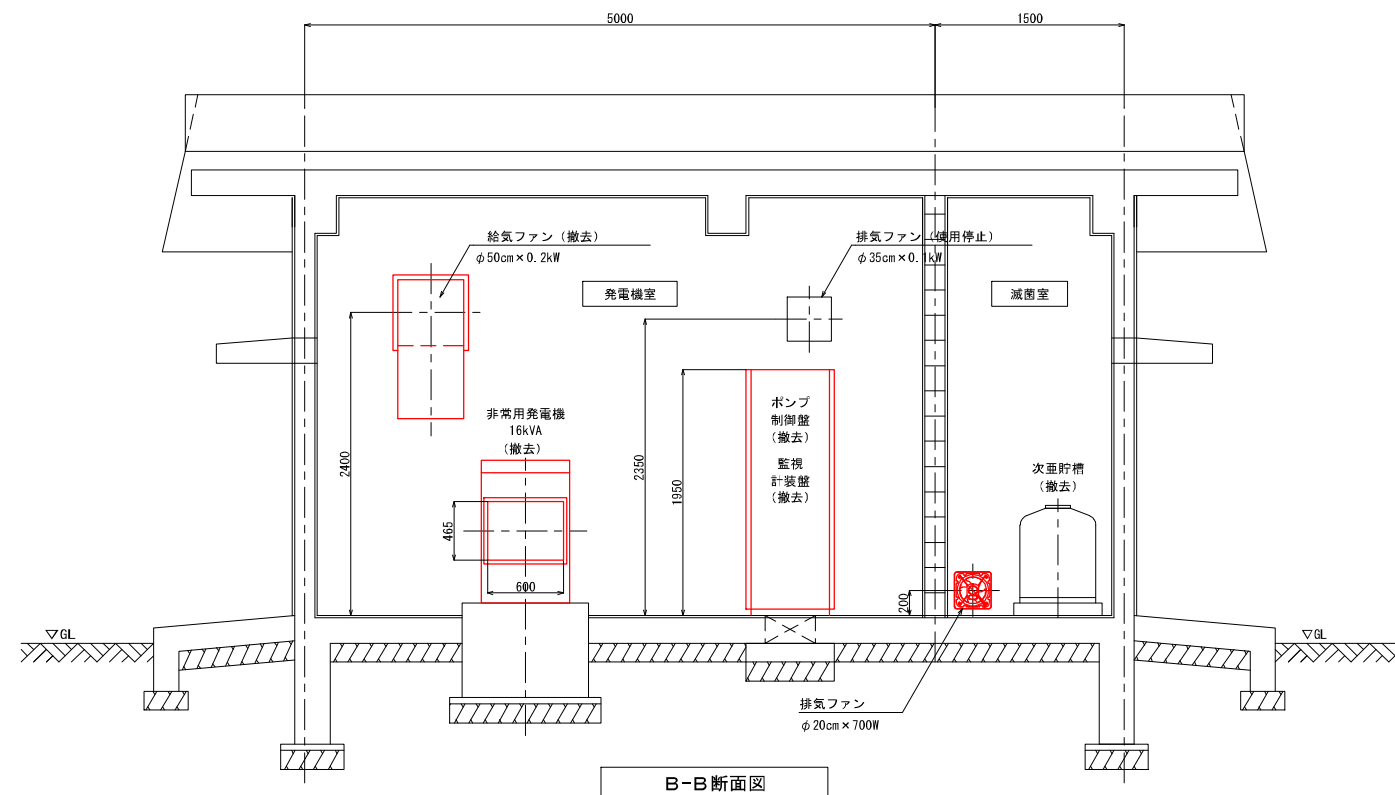 5000
1500
給気ファン（撤去）
φ50cm×0.2kW
排気ファン（使用停止）
φ35cm×0.1kW
発電機室
滅菌室
2400
2350
1950
非常用発電機
16kVA
（撤去）
465
600
ポンプ
制御盤
（撤去）
監視
計装盤
（撤去）
次亜貯槽
（撤去）
200
▽GL
▽GL
排気ファン
φ20cm×700W
B-B断面図